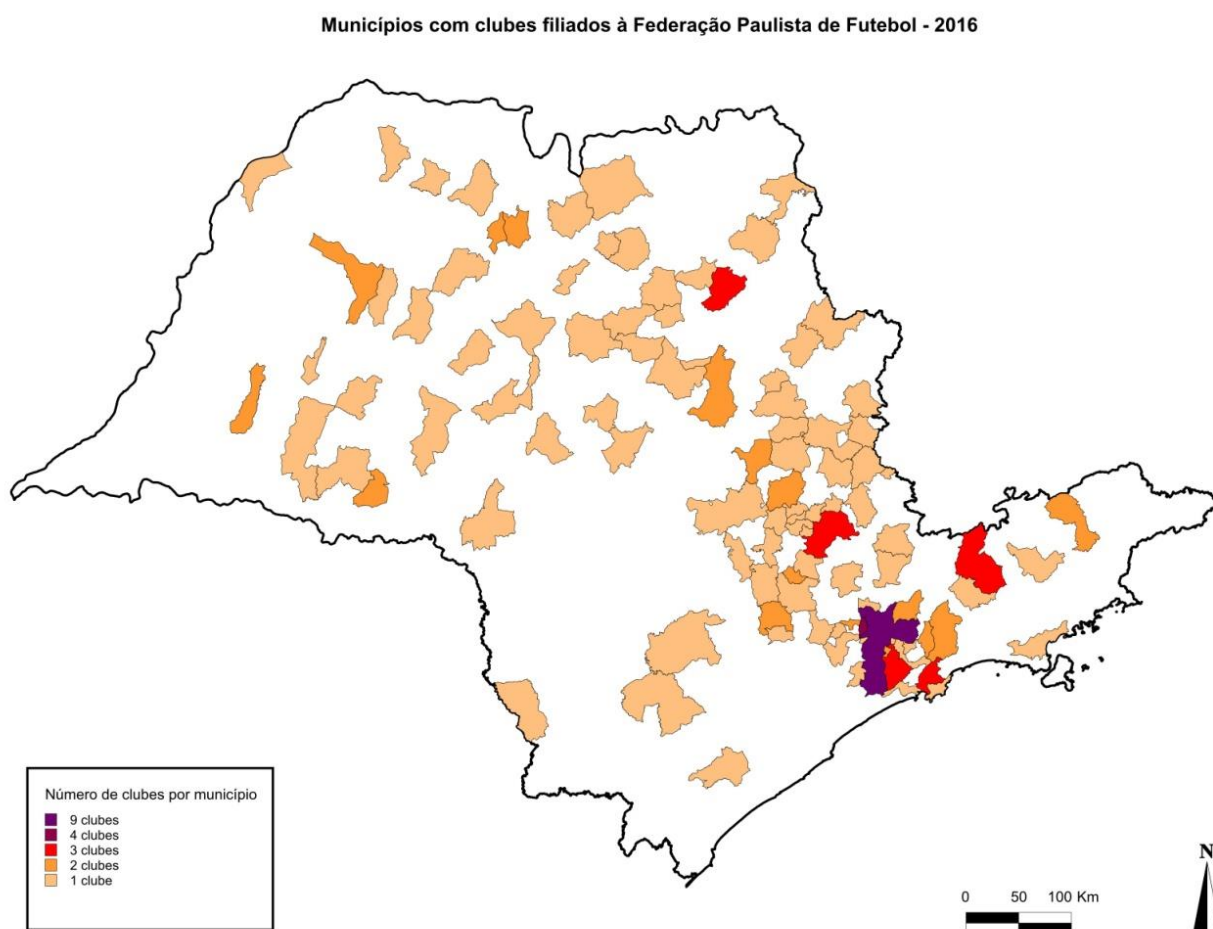 Municípios com clubes filiados à Federação Paulista de Futebol - 2016
Número de clubes por município
9 clubes
4 clubes
3 clubes
2 clubes
1 clube
0 50 100 Km
N